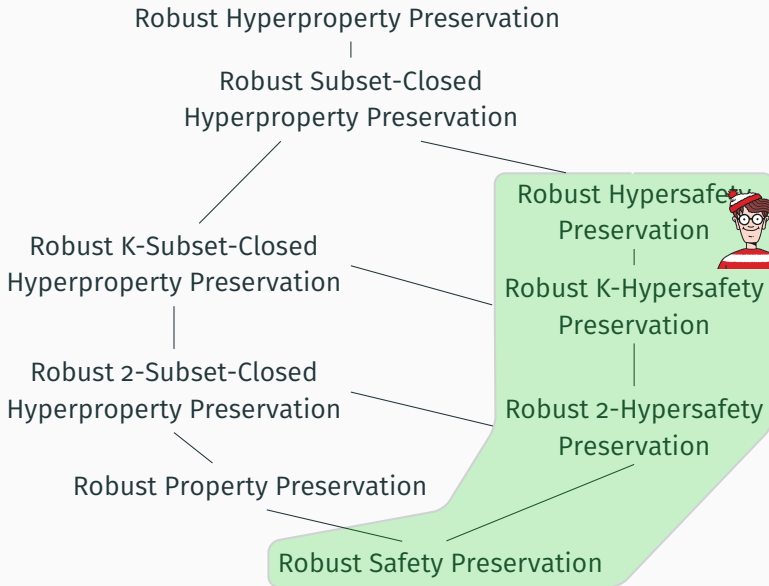 Robust Hyperproperty Preservation
Robust Subset-Closed
Hyperproperty Preservation
Robust Hypersafety
Preservation
Robust K-Subset-Closed
Hyperproperty Preservation
Robust K-Hypersafety
Preservation
Robust 2-Subset-Closed
Hyperproperty Preservation
Robust 2-Hypersafety
Preservation
Robust Property Preservation
Robust Safety Preservation